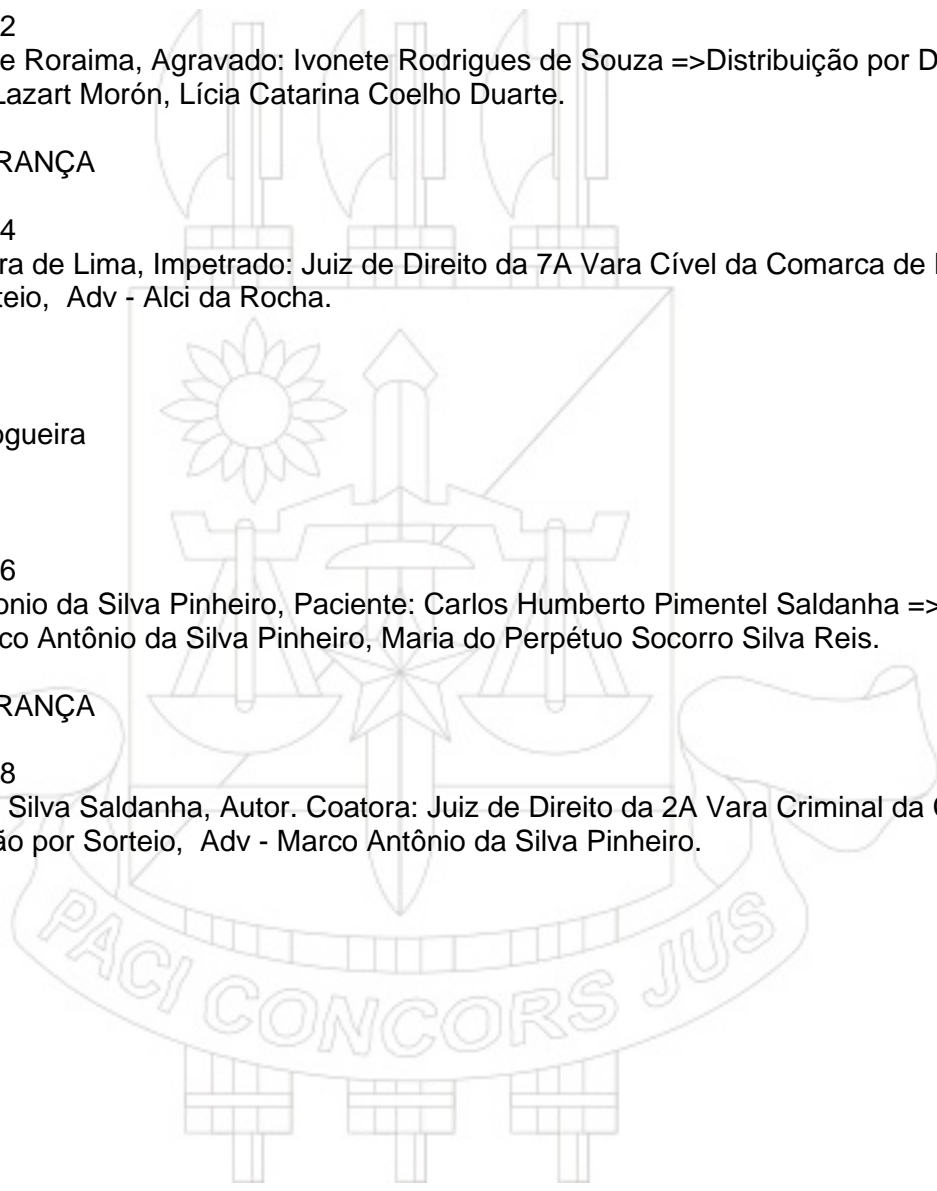 2
e Roraima, Agravado: Ivonete Rodrigues de Souza =>Distribuição por D
Lazart Morón, Lícia Catarina Coelho Duarte.
RANÇA
4
ra de Lima, Impetrado: Juiz de Direito da 7A Vara Cível da Comarca de
teio, Adv - Alci da Rocha.
ogueira
6
onio da Silva Pinheiro, Paciente: Carlos Humberto Pimentel Saldanha =>
co Antônio da Silva Pinheiro, Maria do Perpétuo Socorro Silva Reis.
RANÇA
8
Silva Saldanha, Autor. Coatora: Juiz de Direito da 2A Vara Criminal da
ão por Sorteio, Adv - Marco Antônio da Silva Pinheiro.
PACI CONCORS JUS